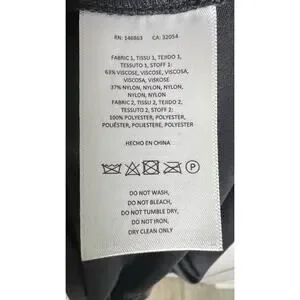 RN: 146863 CA: 32054
FABRIC 1, TISSU 1, TEJIDO 1,
TESSUTO 1, STOFF 1:
63% VISCOSE, VISCOSE, VISCOSA,
VISCOSA, VISKOSE
37% NYLON, NYLON, NYLON,
NYLON, NYLON
FABRIC 2, TISSU 2, TEJIDO 2,
TESSUTO 2, STOFF 2:
100% POLYESTER, POLYESTER,
POLIÉSTER, POLIESTERE, POLYESTER
HECHO EN CHINA
P
DO NOT WASH,
DO NOT BLEACH,
DO NOT TUMBLE DRY,
DO NOT IRON,
DRY CLEAN ONLY